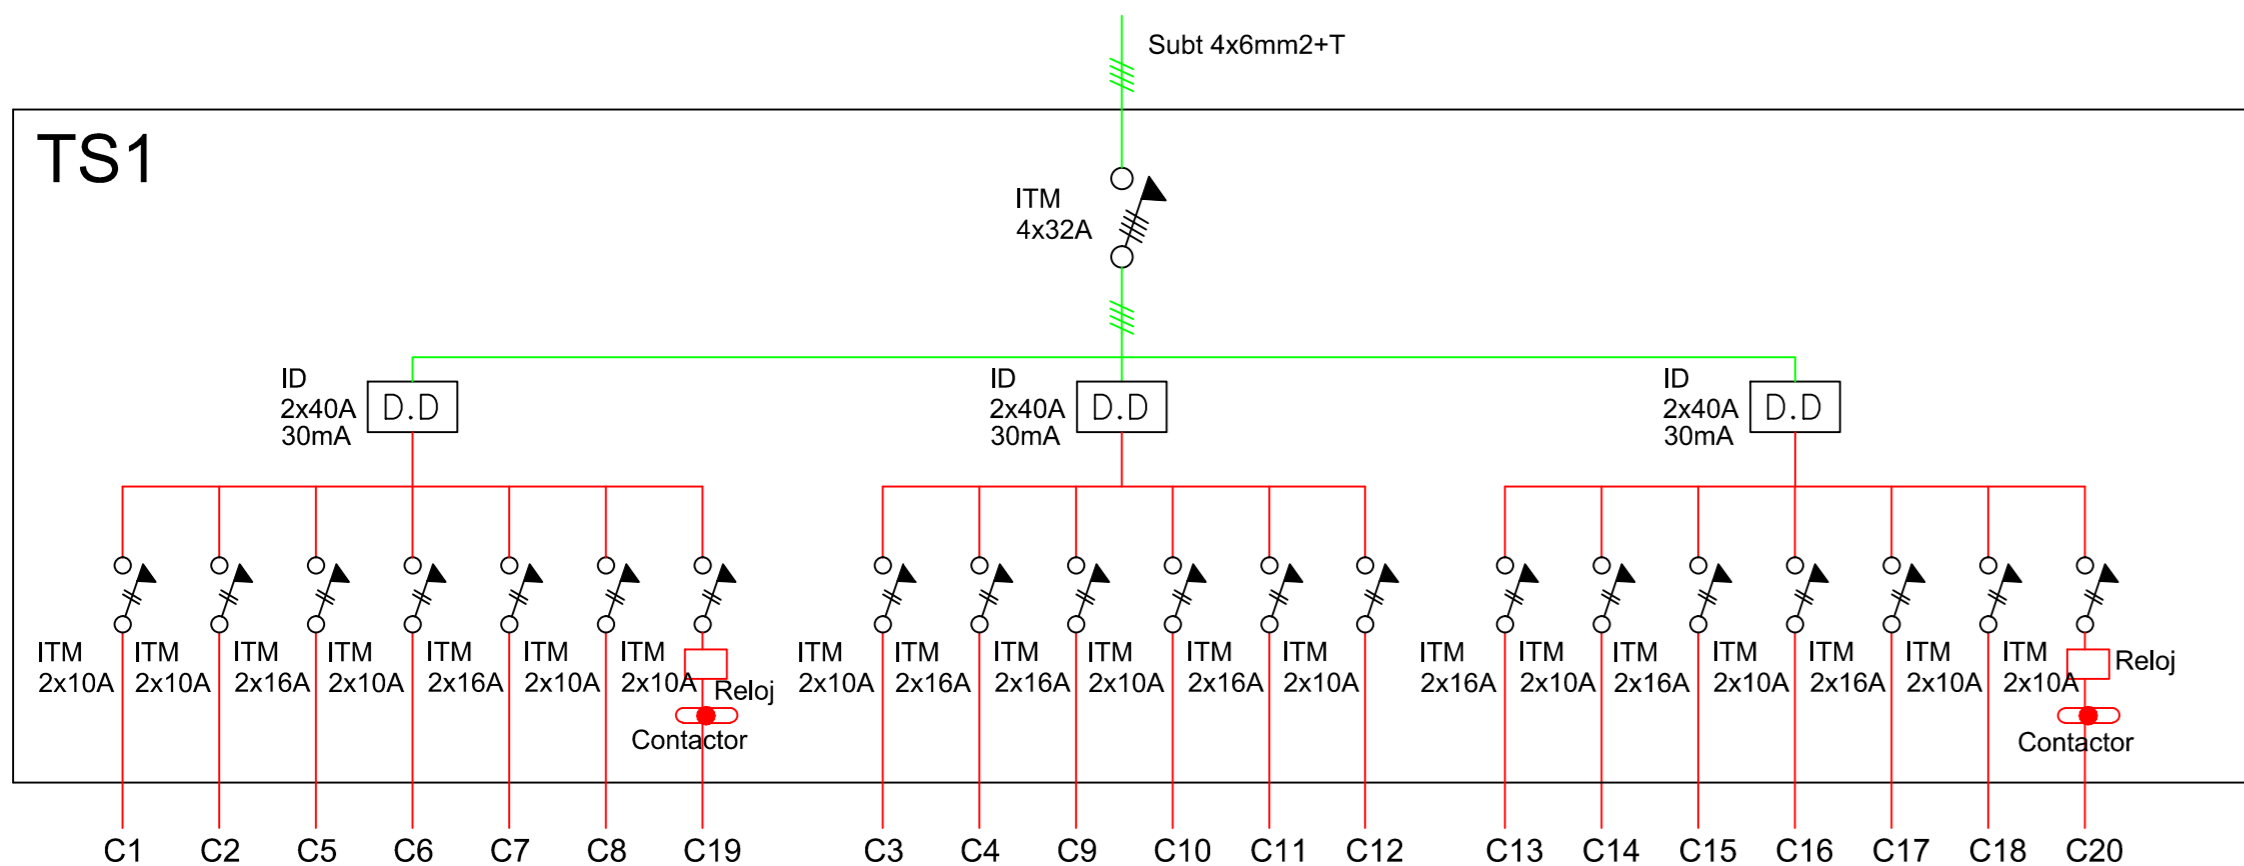 Subt 4x6mm2+T
TS1
ITM
4x32A
ID
2x40A
30mA
D.D
ID
2x40A
30mA
D.D
ID
2x40A
30mA
D.D
ITM
2x10A
ITM
2x10A
ITM
2x16A
ITM
2x10A
ITM
2x16A
ITM
2x10A
ITM
2x10A
Reloj
Contactor
ITM
2x10A
ITM
2x16A
ITM
2x16A
ITM
2x10A
ITM
2x16A
ITM
2x10A
ITM
2x16A
ITM
2x10A
ITM
2x16A
ITM
2x10A
ITM
2x16A
ITM
2x10A
ITM
2x10A
Reloj
Contactor
C1 C2 C5 C6 C7 C8 C19 C3 C4 C9 C10 C11 C12 C13 C14 C15 C16 C17 C18 C20